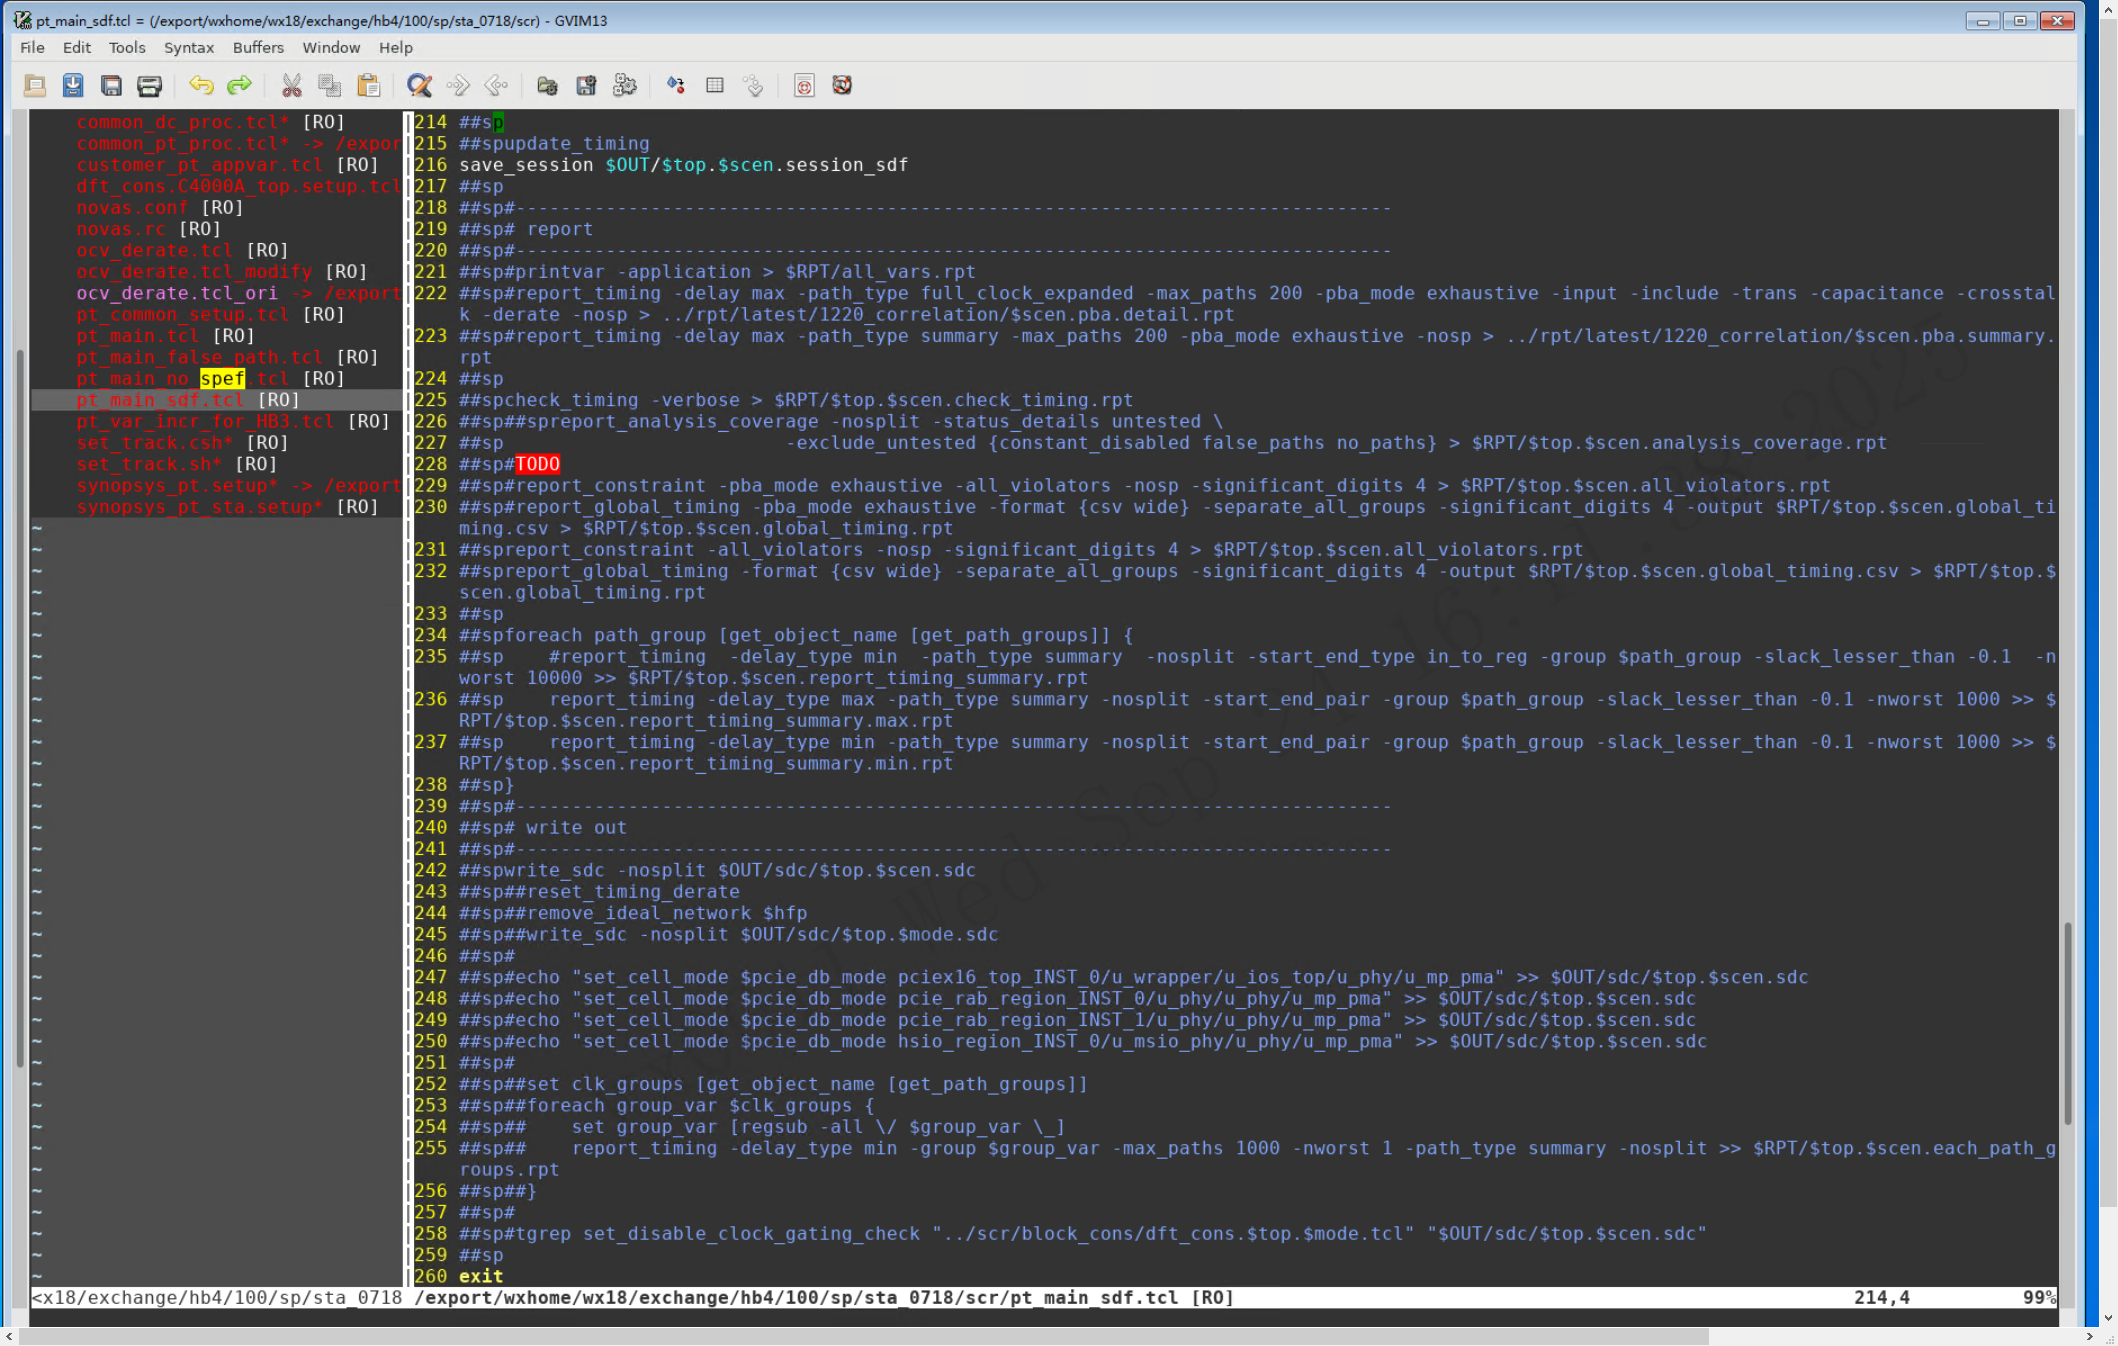 pt_main_sdf.tcl = (/export/wxhome/wx18/exchange/hb4/100/sp/sta_0718/scr) - GVIM13
File Edit Tools Syntax Buffers Window Help
common_dc_proc.tcl* [RO]
common_pt_proc.tcl* -> /expor
customer_pt_appvar.tcl [RO]
dft_cons.C4000A_top.setup.tcl
novas.conf [RO]
novas.rc [RO]
ocv_derate.tcl [RO]
ocv_derate.tcl_modify [RO]
ocv_derate.tcl_ori -> /export
pt_common_setup.tcl [RO]
pt_main.tcl [RO]
pt_main_false_path.tcl [RO]
pt_main_no_spef.tcl [RO]
pt_main_sdf.tcl [RO]
pt_var_incr_for_HB3.tcl [RO]
set_track.csh* [RO]
set_track.sh* [RO]
synopsys_pt.setup* -> /export
synopsys_pt_sta.setup* [RO]
214 ##sp
215 ##spupdate_timing
216 save_session $OUT/$top.$scen.session_sdf
217 ##sp
218 ##sp#------------------------------------------------------------------------------
219 ##sp# report
220 ##sp#------------------------------------------------------------------------------
221 ##sp#printvar -application > $RPT/all_vars.rpt
222 ##sp#report_timing -delay max -path_type full_clock_expanded -max_paths 200 -pba_mode exhaustive -input -include -trans -capacitance -crosstal
k -derate -nosp > ../rpt/latest/1220_correlation/$scen.pba.detail.rpt
223 ##sp#report_timing -delay max -path_type summary -max_paths 200 -pba_mode exhaustive -nosp > ../rpt/latest/1220_correlation/$scen.pba.summary.
rpt
224 ##sp
225 ##spcheck_timing -verbose > $RPT/$top.$scen.check_timing.rpt
226 ##sp##spreport_analysis_coverage -nosplit -status_details untested \
227 ##sp                         -exclude_untested {constant_disabled false_paths no_paths} > $RPT/$top.$scen.analysis_coverage.rpt
228 ##sp#TODO
229 ##sp#report_constraint -pba_mode exhaustive -all_violators -nosp -significant_digits 4 > $RPT/$top.$scen.all_violators.rpt
230 ##sp#report_global_timing -pba_mode exhaustive -format {csv wide} -separate_all_groups -significant_digits 4 -output $RPT/$top.$scen.global_ti
ming.csv > $RPT/$top.$scen.global_timing.rpt
231 ##spreport_constraint -all_violators -nosp -significant_digits 4 > $RPT/$top.$scen.all_violators.rpt
232 ##spreport_global_timing -format {csv wide} -separate_all_groups -significant_digits 4 -output $RPT/$top.$scen.global_timing.csv > $RPT/$top.$
scen.global_timing.rpt
233 ##sp
234 ##spforeach path_group [get_object_name [get_path_groups]] {
235 ##sp    #report_timing  -delay_type min  -path_type summary  -nosplit -start_end_type in_to_reg -group $path_group -slack_lesser_than -0.1  -n
worst 10000 >> $RPT/$top.$scen.report_timing_summary.rpt
236 ##sp    report_timing -delay_type max -path_type summary -nosplit -start_end_pair -group $path_group -slack_lesser_than -0.1 -nworst 1000 >> $
RPT/$top.$scen.report_timing_summary.max.rpt
237 ##sp    report_timing -delay_type min -path_type summary -nosplit -start_end_pair -group $path_group -slack_lesser_than -0.1 -nworst 1000 >> $
RPT/$top.$scen.report_timing_summary.min.rpt
238 ##sp}
239 ##sp#------------------------------------------------------------------------------
240 ##sp# write out
241 ##sp#------------------------------------------------------------------------------
242 ##spwrite_sdc -nosplit $OUT/sdc/$top.$scen.sdc
243 ##sp##reset_timing_derate
244 ##sp##remove_ideal_network $hfp
245 ##sp##write_sdc -nosplit $OUT/sdc/$top.$mode.sdc
246 ##sp#
247 ##sp#echo "set_cell_mode $pcie_db_mode pciex16_top_INST_0/u_wrapper/u_ios_top/u_phy/u_mp_pma" >> $OUT/sdc/$top.$scen.sdc
248 ##sp#echo "set_cell_mode $pcie_db_mode pcie_rab_region_INST_0/u_phy/u_phy/u_mp_pma" >> $OUT/sdc/$top.$scen.sdc
249 ##sp#echo "set_cell_mode $pcie_db_mode pcie_rab_region_INST_1/u_phy/u_phy/u_mp_pma" >> $OUT/sdc/$top.$scen.sdc
250 ##sp#echo "set_cell_mode $pcie_db_mode hsio_region_INST_0/u_msio_phy/u_phy/u_mp_pma" >> $OUT/sdc/$top.$scen.sdc
251 ##sp#
252 ##sp##set clk_groups [get_object_name [get_path_groups]]
253 ##sp##foreach group_var $clk_groups {
254 ##sp##    set group_var [regsub -all \/ $group_var \_]
255 ##sp##    report_timing -delay_type min -group $group_var -max_paths 1000 -nworst 1 -path_type summary -nosplit >> $RPT/$top.$scen.each_path_g
roups.rpt
256 ##sp##}
257 ##sp#
258 ##sp#tgrep set_disable_clock_gating_check "../scr/block_cons/dft_cons.$top.$mode.tcl" "$OUT/sdc/$top.$scen.sdc"
259 ##sp
260 exit
<x18/exchange/hb4/100/sp/sta_0718 /export/wxhome/wx18/exchange/hb4/100/sp/sta_0718/scr/pt_main_sdf.tcl [RO] 214,4 99%
Wed Sep
2025